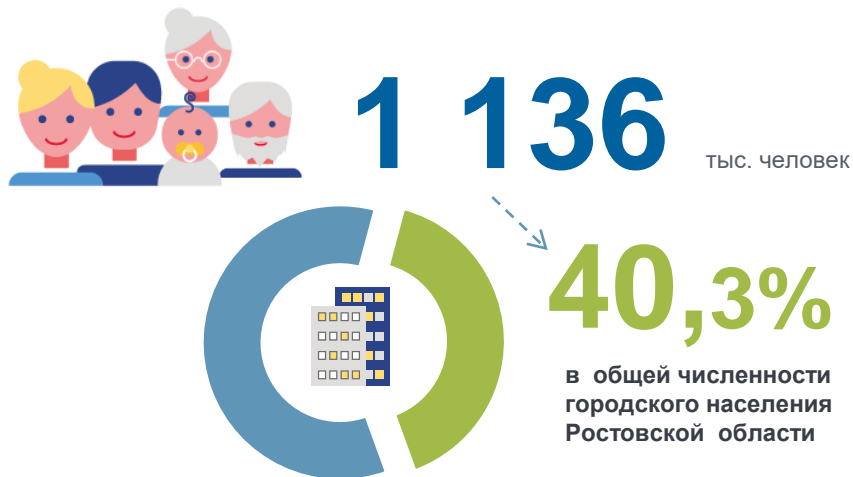 1 136
тыс. человек
40,3%
в общей численности
городского населения
Ростовской области